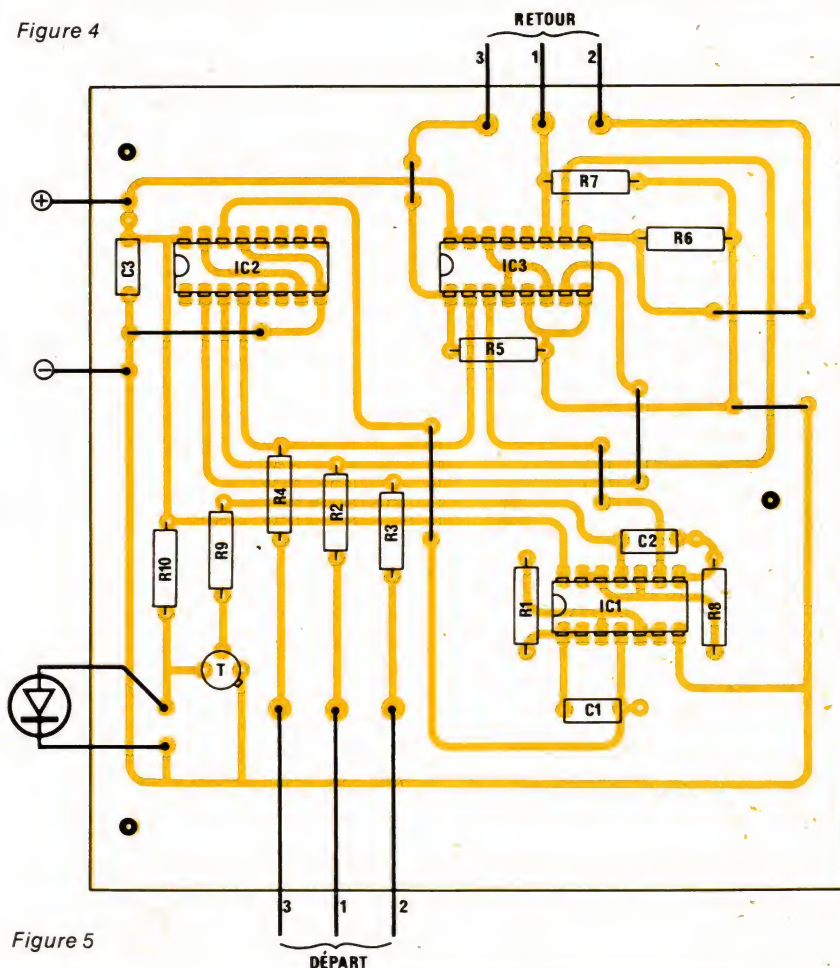 Figure 4
RETOUR
3 1 2
+
R7
R6
C3
IC2
IC3
R5
−
R4
R2
R3
R10
R9
C2
R1
IC1
R8
T
C1
3 1 2
DÉPART
Figure 5